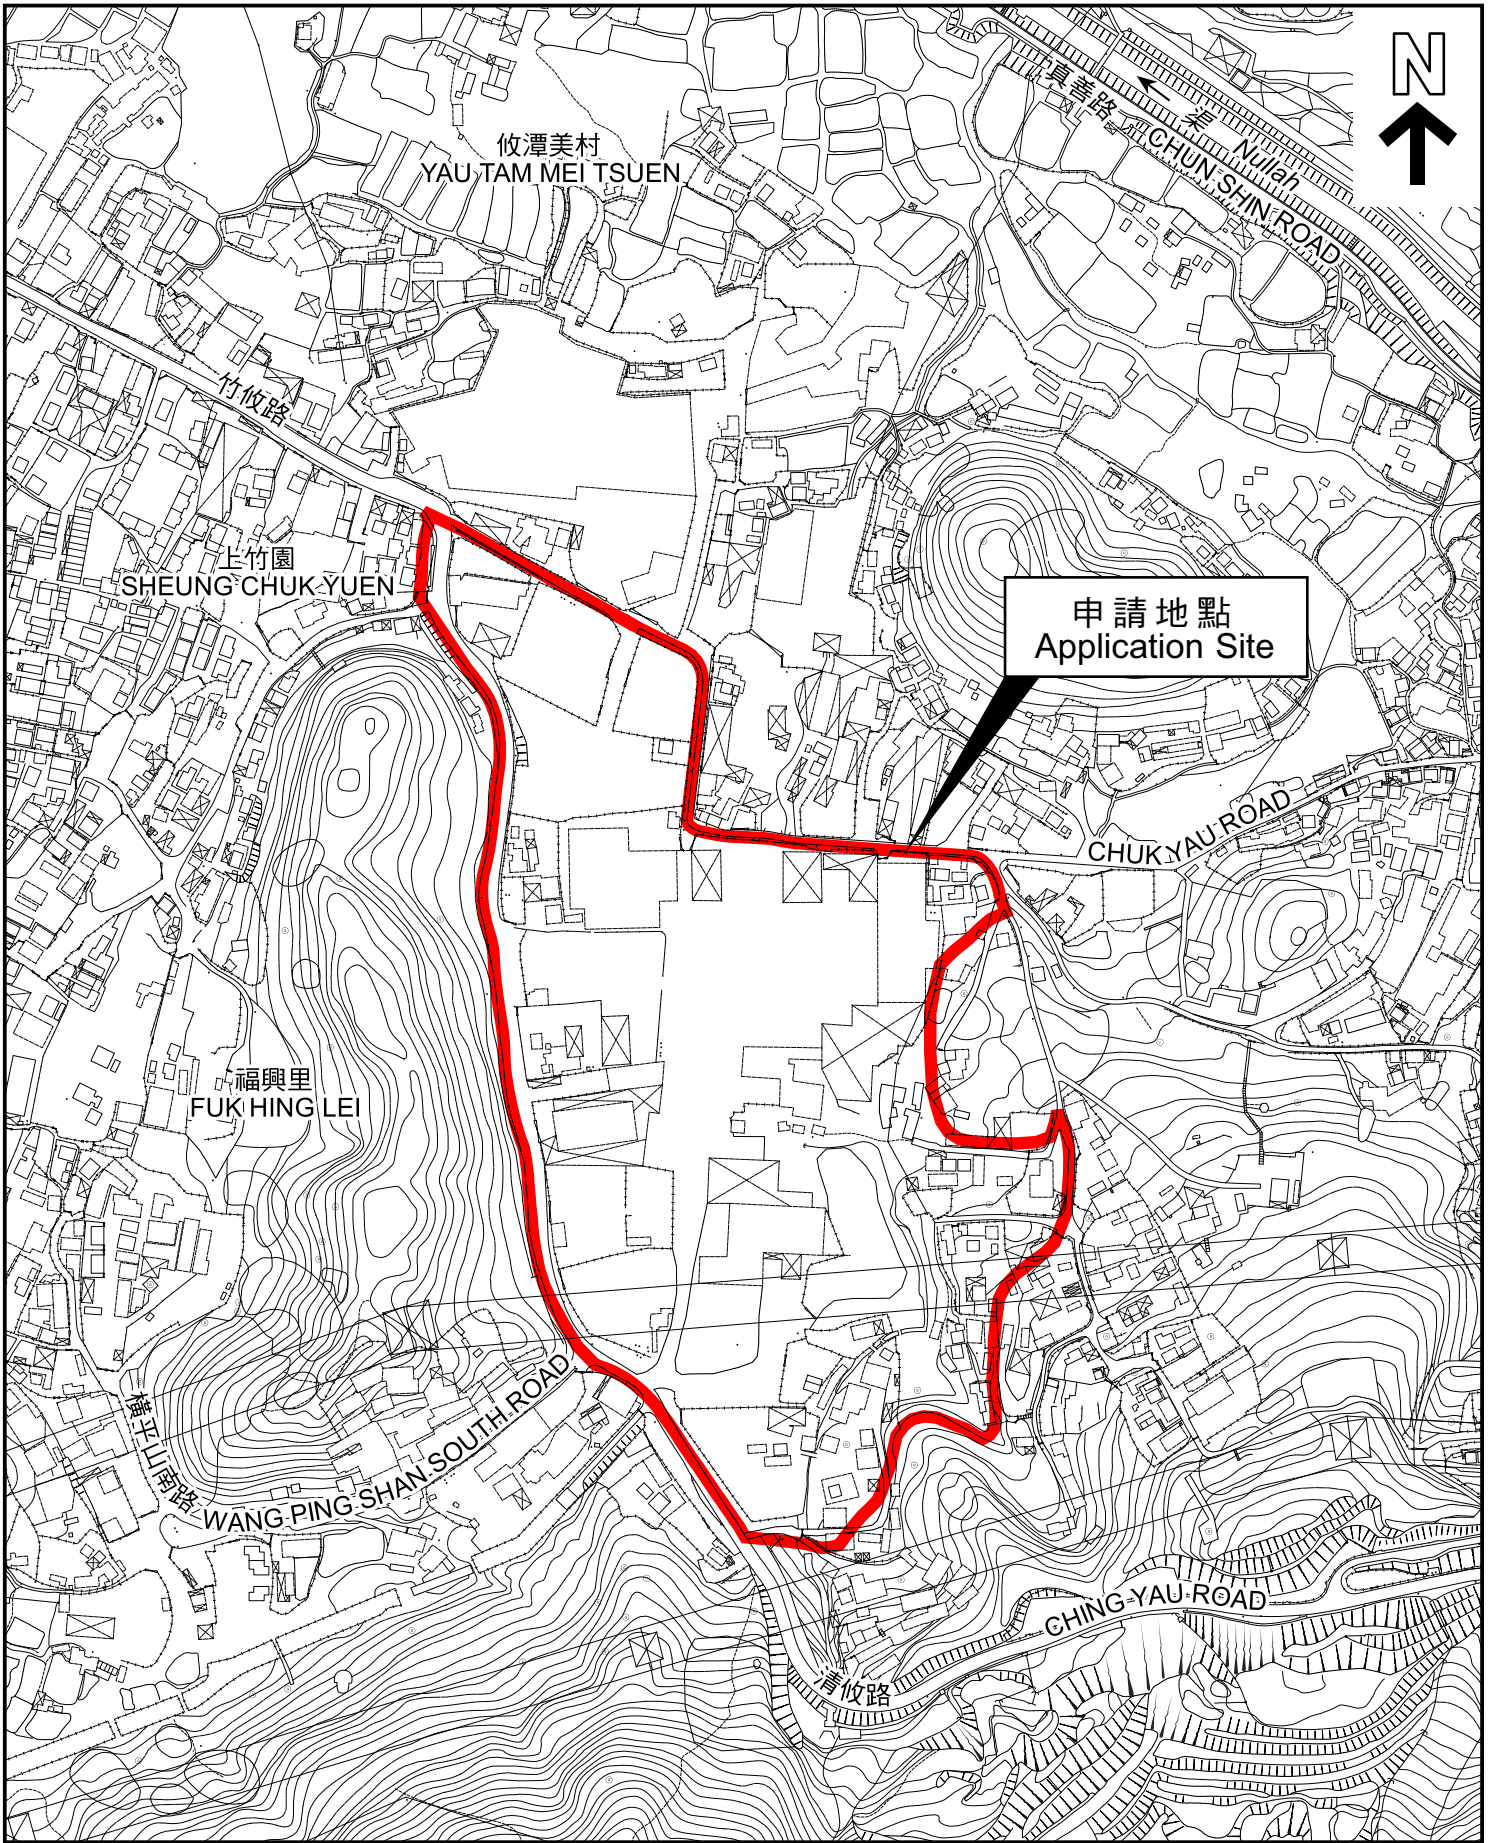 N
真善路
渠 Nullah
CHUN SHIN ROAD
攸潭美村
YAU TAM MEI TSUEN
竹攸路
上竹園
SHEUNG CHUK YUEN
申請地點
Application Site
CHUK YAU ROAD
福興里
FUK HING LEI
橫平山南路
WANG PING SHAN SOUTH ROAD
CHING YAU ROAD
清攸路